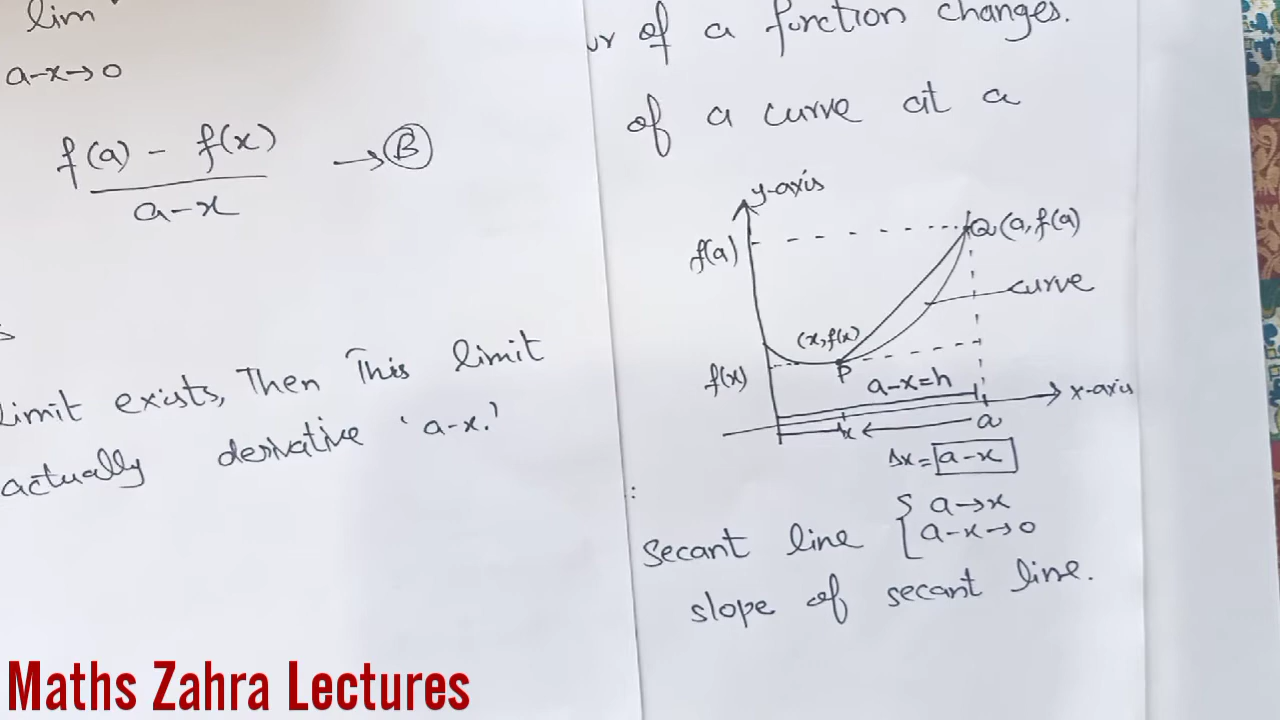 lim
a-x→0
f(a) - f(x)
a-x
→ B
limit exists, Then This limit
actually derivative 'a-x.'
of a function changes.
of a curve at a
y-axis
f(a)
Q(a, f(a)
curve
(x, f(x)
f(x)
P
a-x=h
x-axis
x
a
Δx = a-x
Secant line { a→x
a-x→0
slope of secant line.
Maths Zahra Lectures